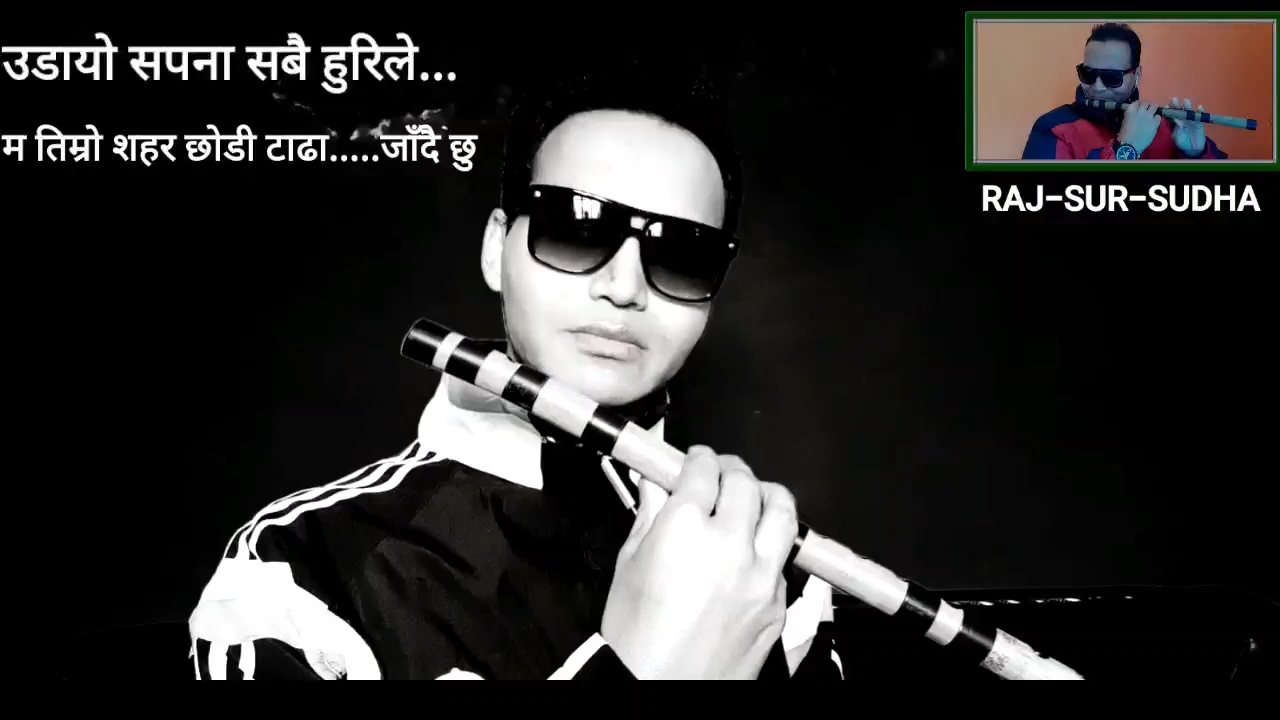 उडायो सपना सबै हुरिले...
म तिम्रो शहर छोडी टाढा.....जाँदै छु
RAJ-SUR-SUDHA